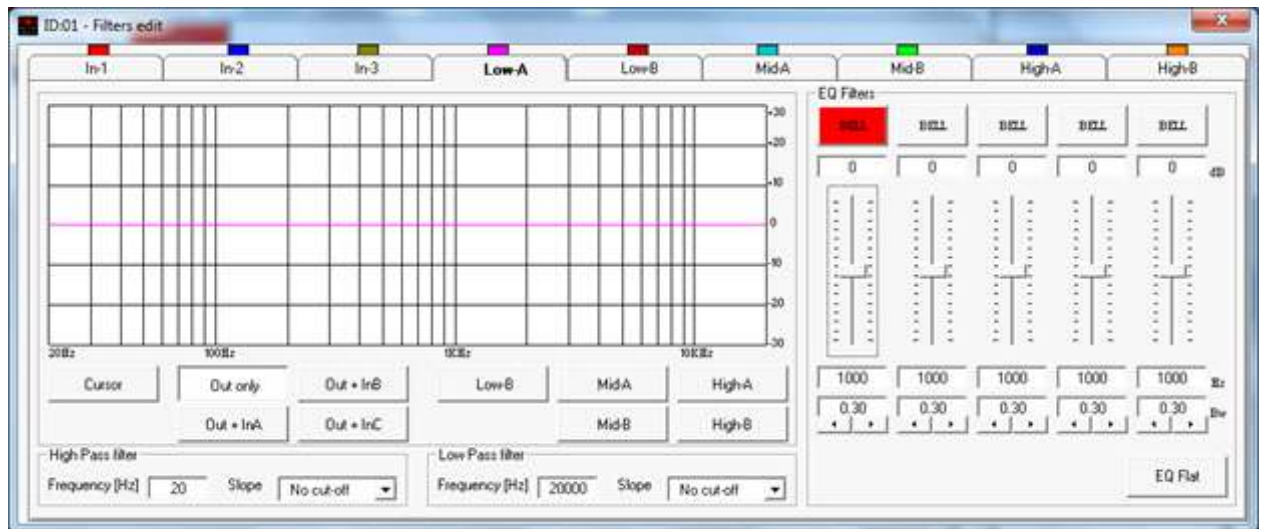 ID:01 - Filters edit
In-1 In-2 In-3 Low-A Low-B Mid-A Mid-B High-A High-B
EQ Filters
+30
-20
-10
0
-10
-20
-30
20Hz 100Hz 1KHz 10KHz
BELL BELL BELL BELL BELL
0 0 0 0 0 dB
1000 1000 1000 1000 1000 Hz
0.30 0.30 0.30 0.30 0.30 Bw
Cursor Out only Out + InB Low-B Mid-A High-A
Out + InA Out + InC Mid-B High-B
High Pass filter
Frequency [Hz] 20 Slope No cut-off
Low Pass filter
Frequency [Hz] 20000 Slope No cut-off
EQ Flat